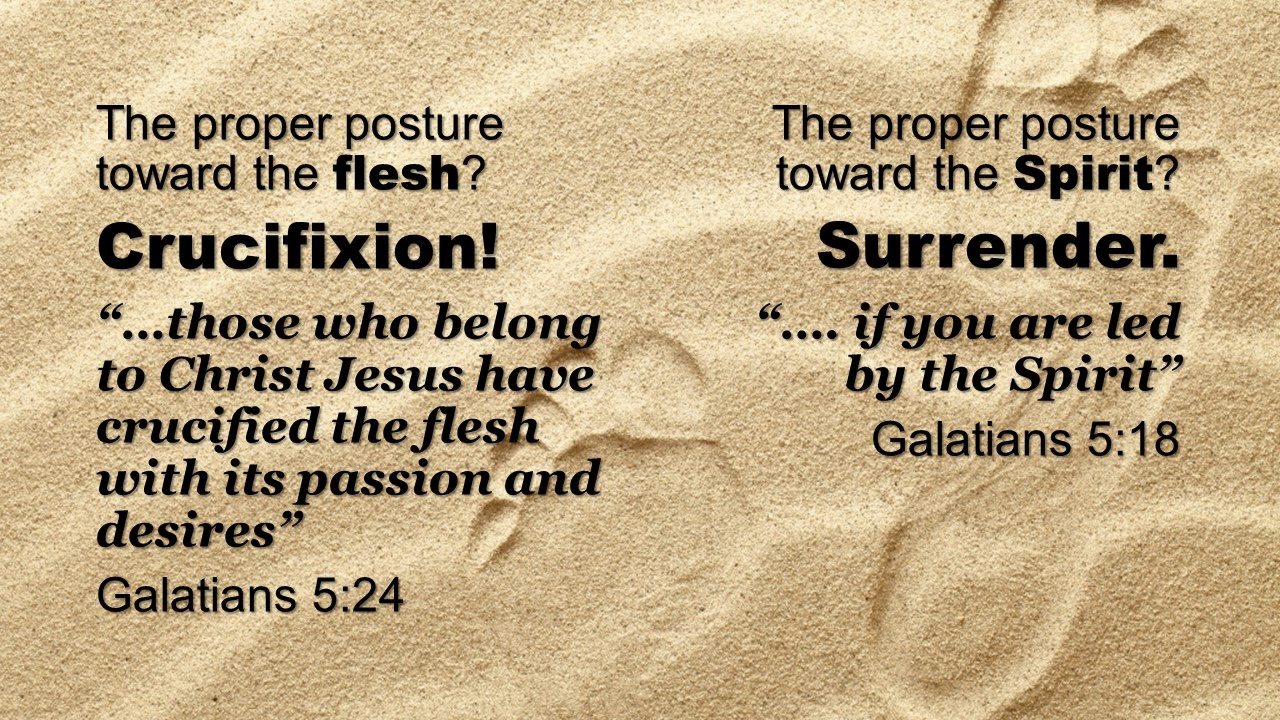 The proper posture
toward the flesh?
Crucifixion!
“…those who belong
to Christ Jesus have
crucified the flesh
with its passion and
desires”
Galatians 5:24
The proper posture
toward the Spirit?
Surrender.
“…. if you are led
by the Spirit”
Galatians 5:18